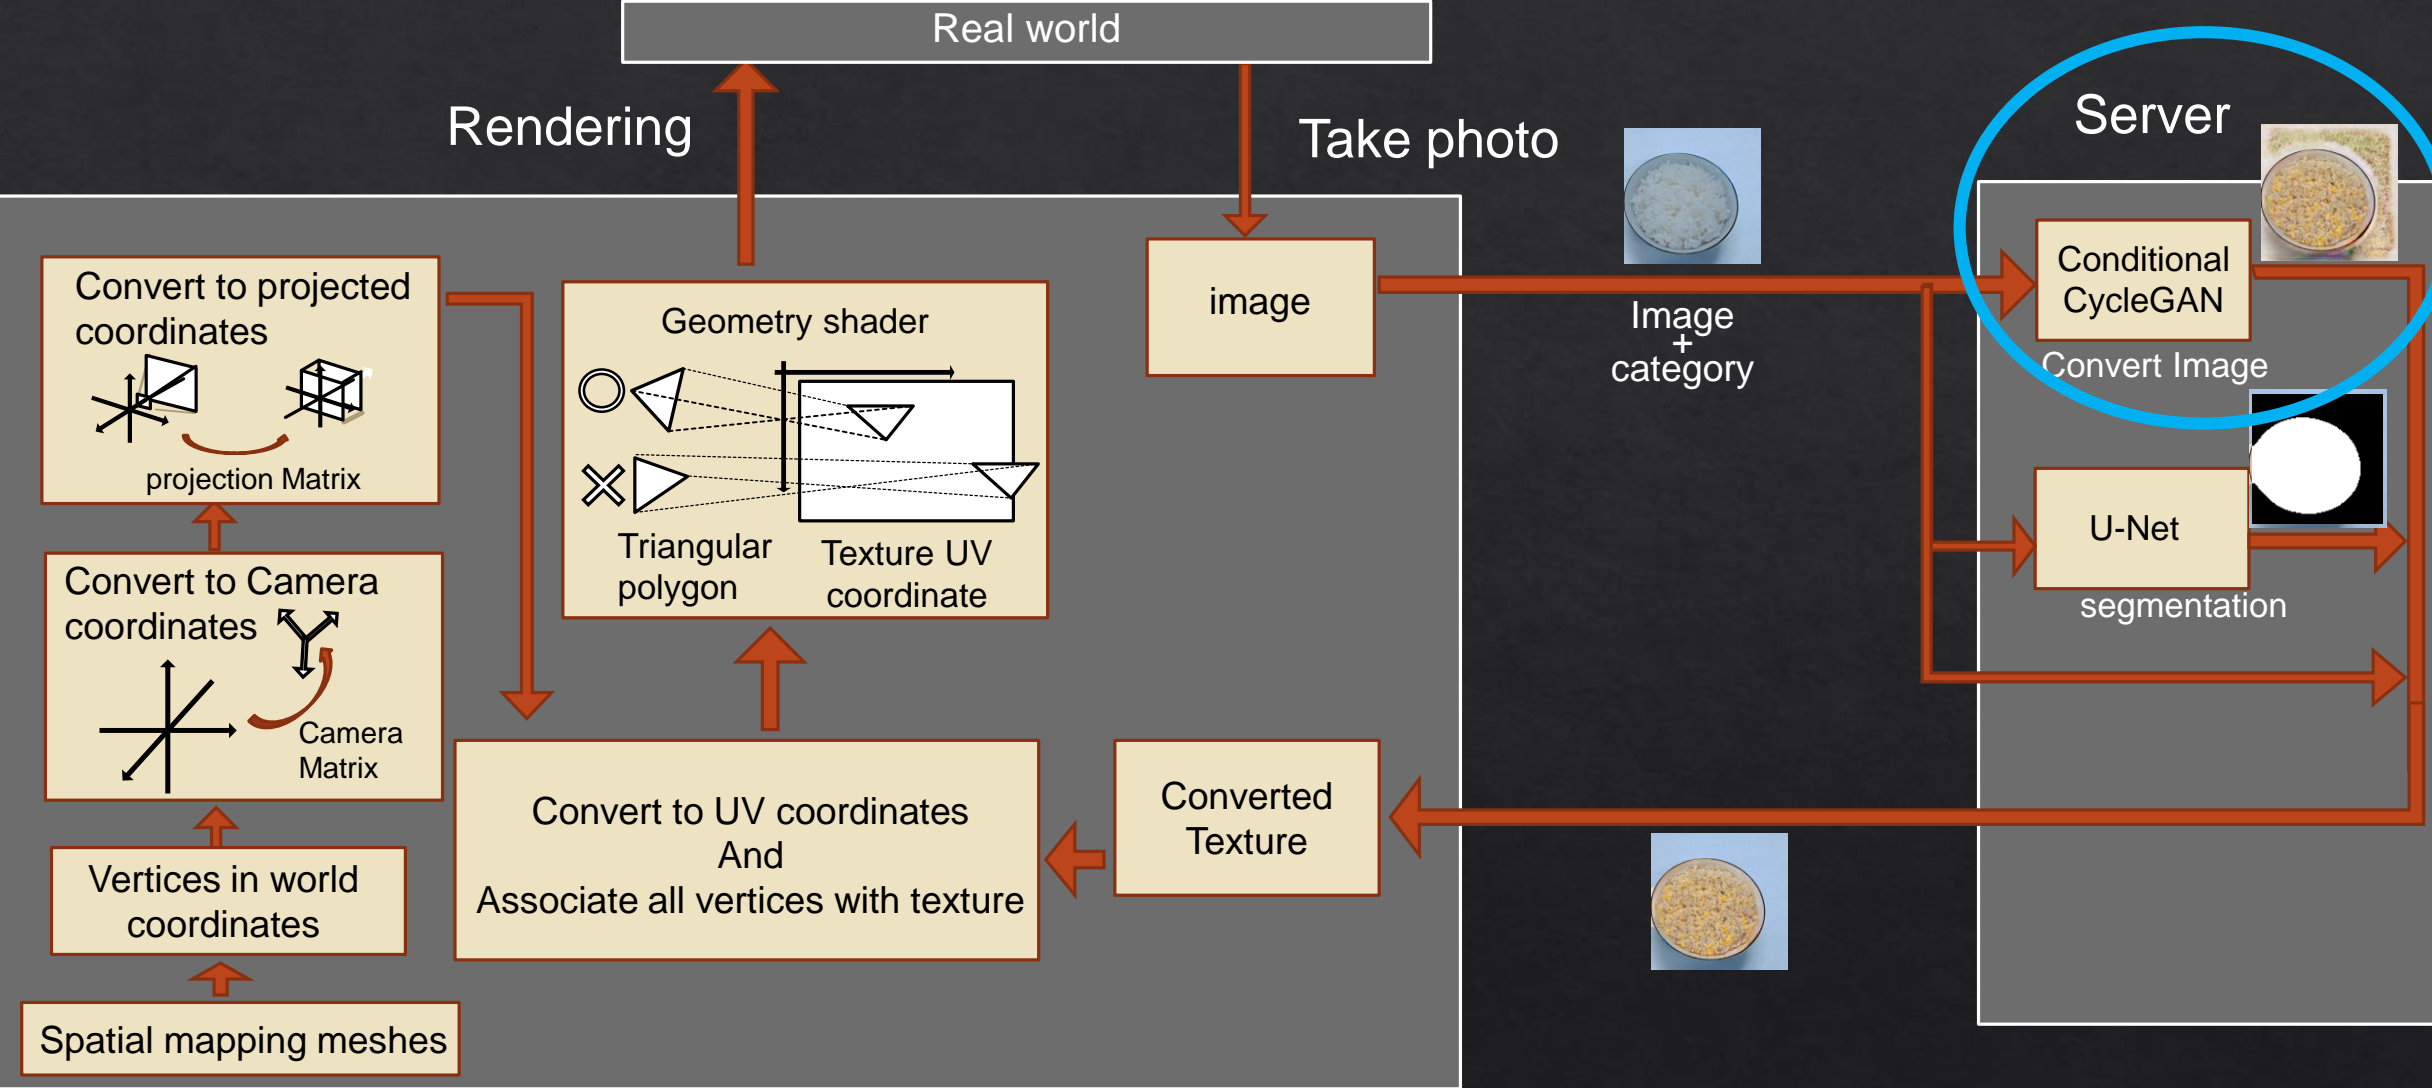 Real world
Rendering
Take photo
Server
Convert to projected
coordinates
projection Matrix
Geometry shader
Triangular
polygon
Texture UV
coordinate
image
Image
+
category
Conditional
CycleGAN
Convert Image
U-Net
segmentation
Convert to Camera
coordinates
Camera
Matrix
Vertices in world
coordinates
Spatial mapping meshes
Convert to UV coordinates
And
Associate all vertices with texture
Converted
Texture